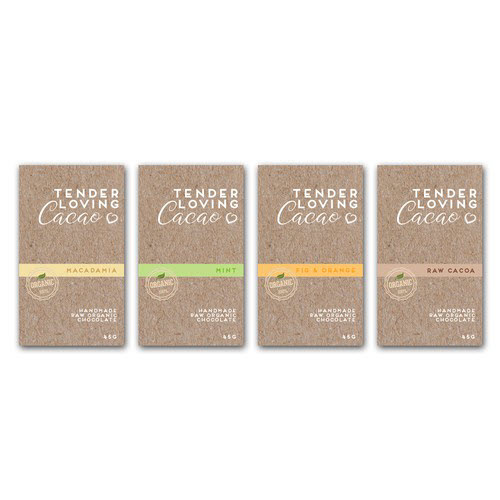 TENDER
LOVING
Cacao
MACADAMIA
ORGANIC
HANDMADE
RAW ORGANIC
CHOCOLATE
45G
TENDER
LOVING
Cacao
MINT
ORGANIC
HANDMADE
RAW ORGANIC
CHOCOLATE
45G
TENDER
LOVING
Cacao
FIG & ORANGE
ORGANIC
HANDMADE
RAW ORGANIC
CHOCOLATE
45G
TENDER
LOVING
Cacao
RAW CACOA
ORGANIC
HANDMADE
RAW ORGANIC
CHOCOLATE
45G